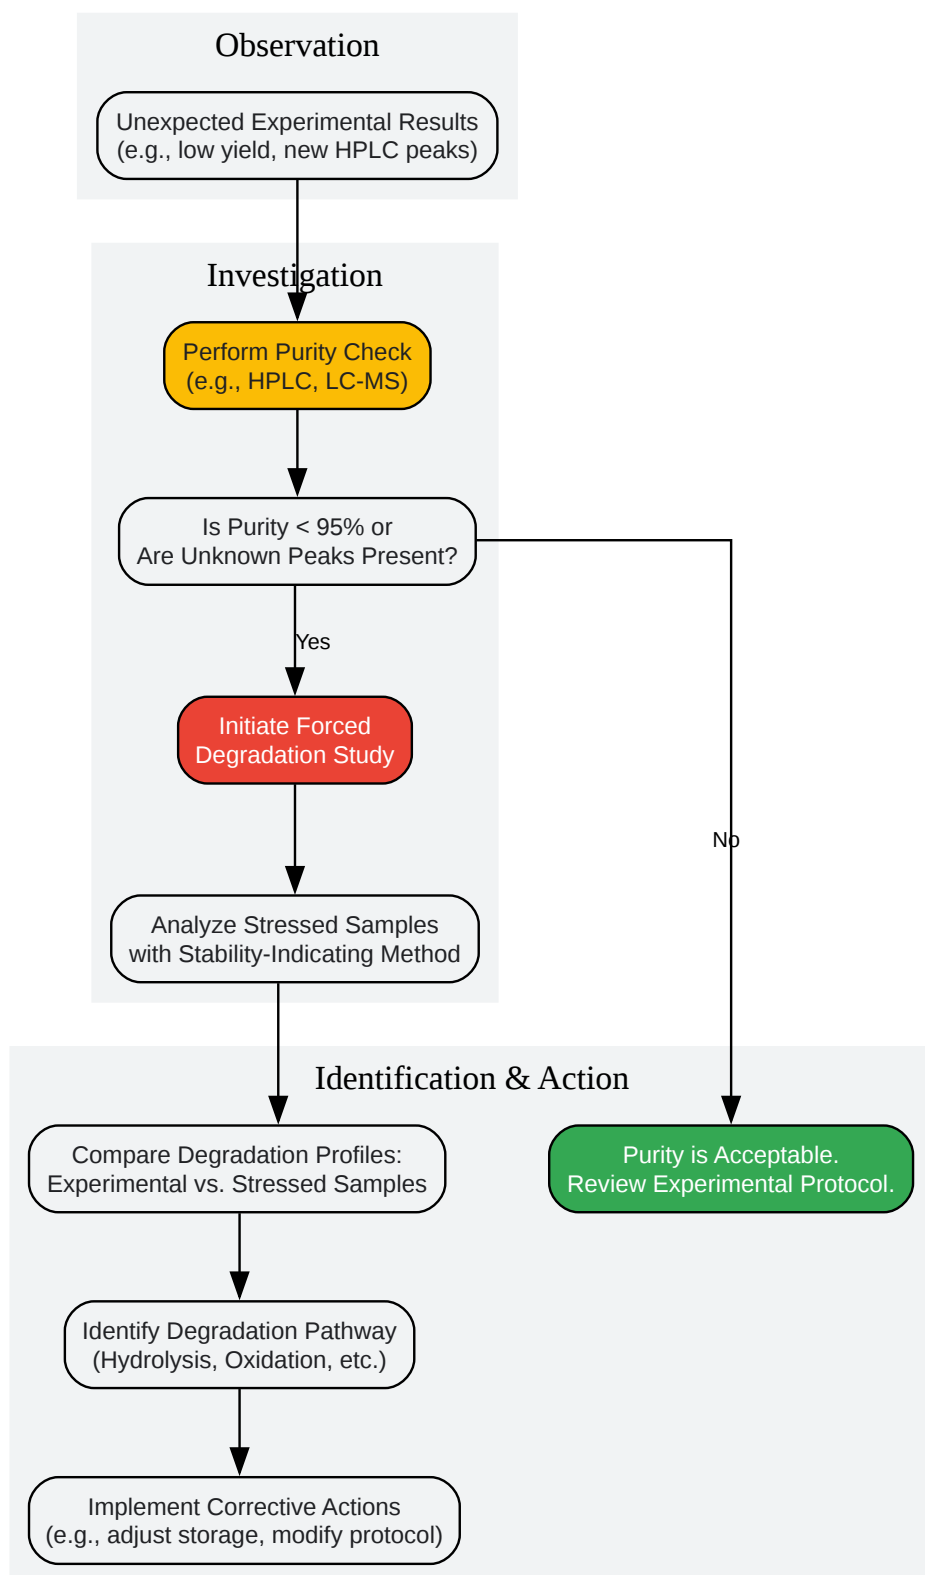 Observation
Unexpected Experimental Results
(e.g., low yield, new HPLC peaks)
Investigation
Perform Purity Check
(e.g., HPLC, LC-MS)
Is Purity < 95% or
Are Unknown Peaks Present?
Yes
Initiate Forced
Degradation Study
No
Analyze Stressed Samples
with Stability-Indicating Method
Identification & Action
Compare Degradation Profiles:
Experimental vs. Stressed Samples
Purity is Acceptable.
Review Experimental Protocol.
Identify Degradation Pathway
(Hydrolysis, Oxidation, etc.)
Implement Corrective Actions
(e.g., adjust storage, modify protocol)